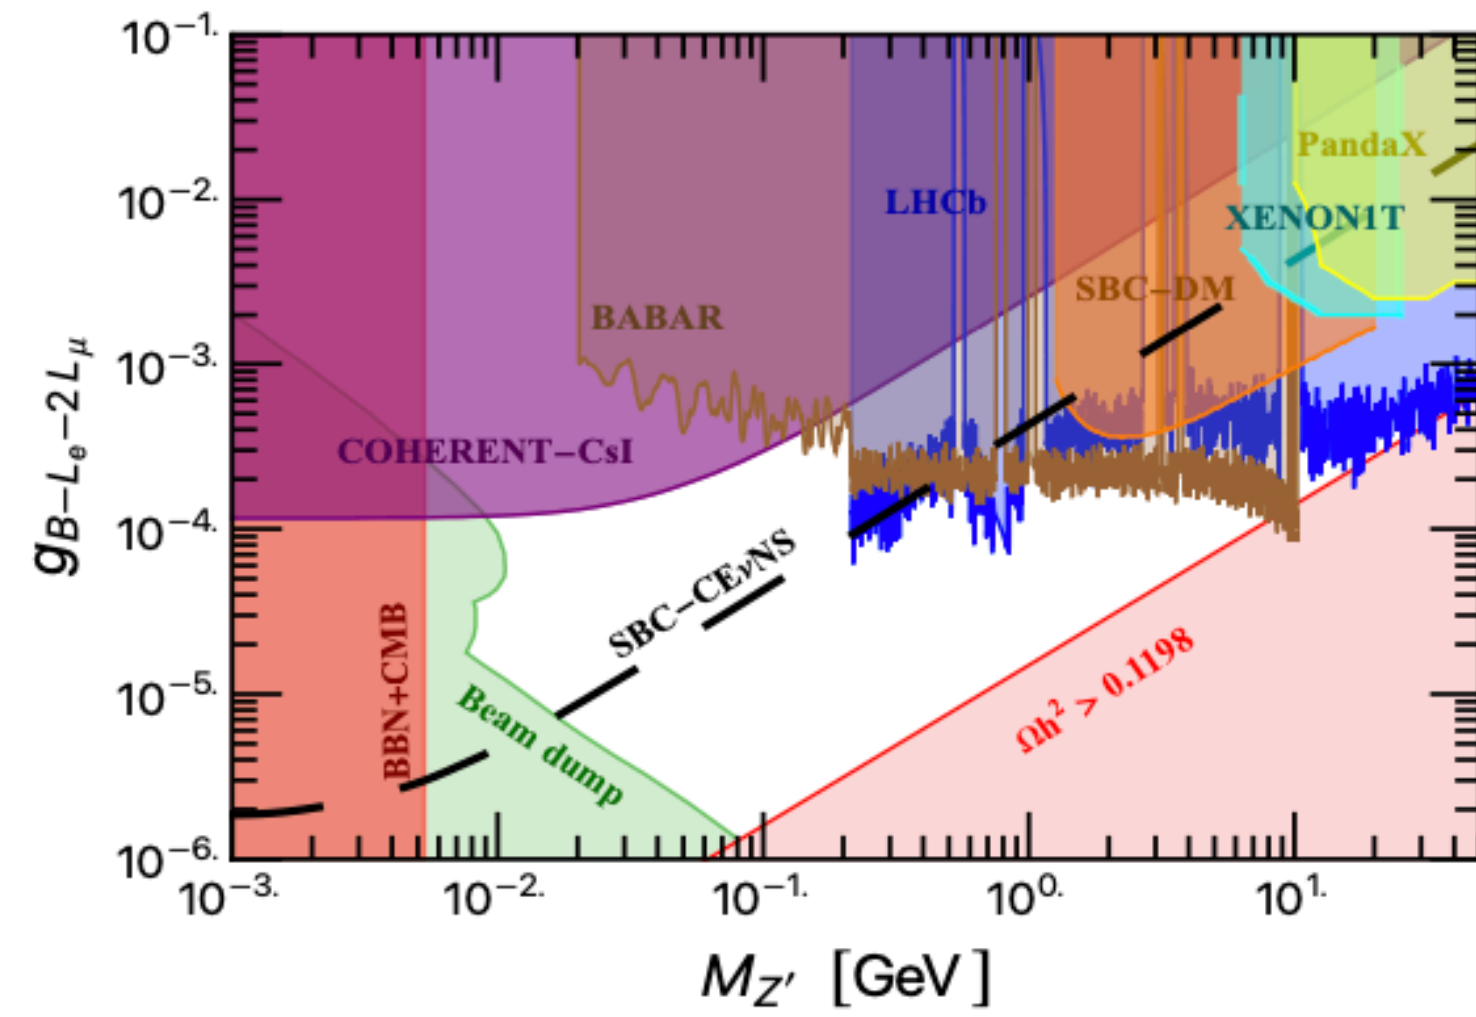 10⁻¹·
10⁻²·
10⁻³·
10⁻⁴·
10⁻⁵·
10⁻⁶·
g_{B−L_e−2L_μ}
PandaX
LHCb
XENON1T
SBC−DM
BABAR
COHERENT−CsI
SBC−CEνNS
BBN+CMB
Beam dump
Ωh² > 0.1198
10⁻³· 10⁻²· 10⁻¹· 10⁰· 10¹·
M_{Z′} [GeV]